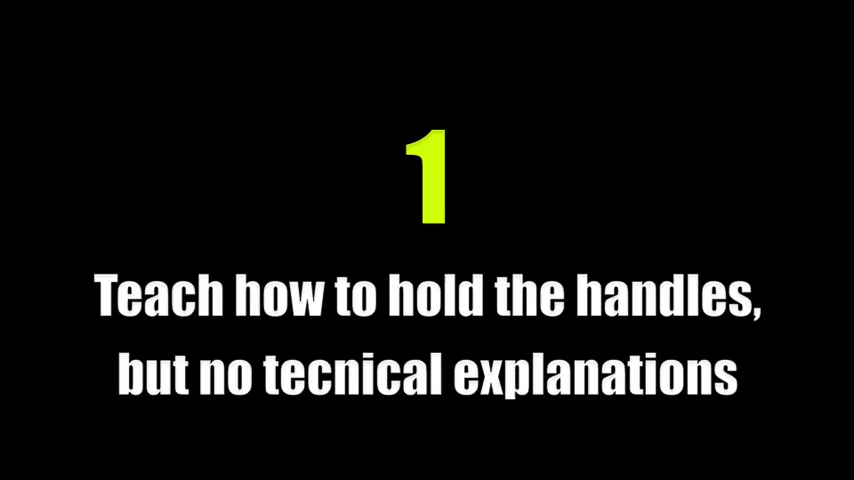 1
Teach how to hold the handles,
but no tecnical explanations